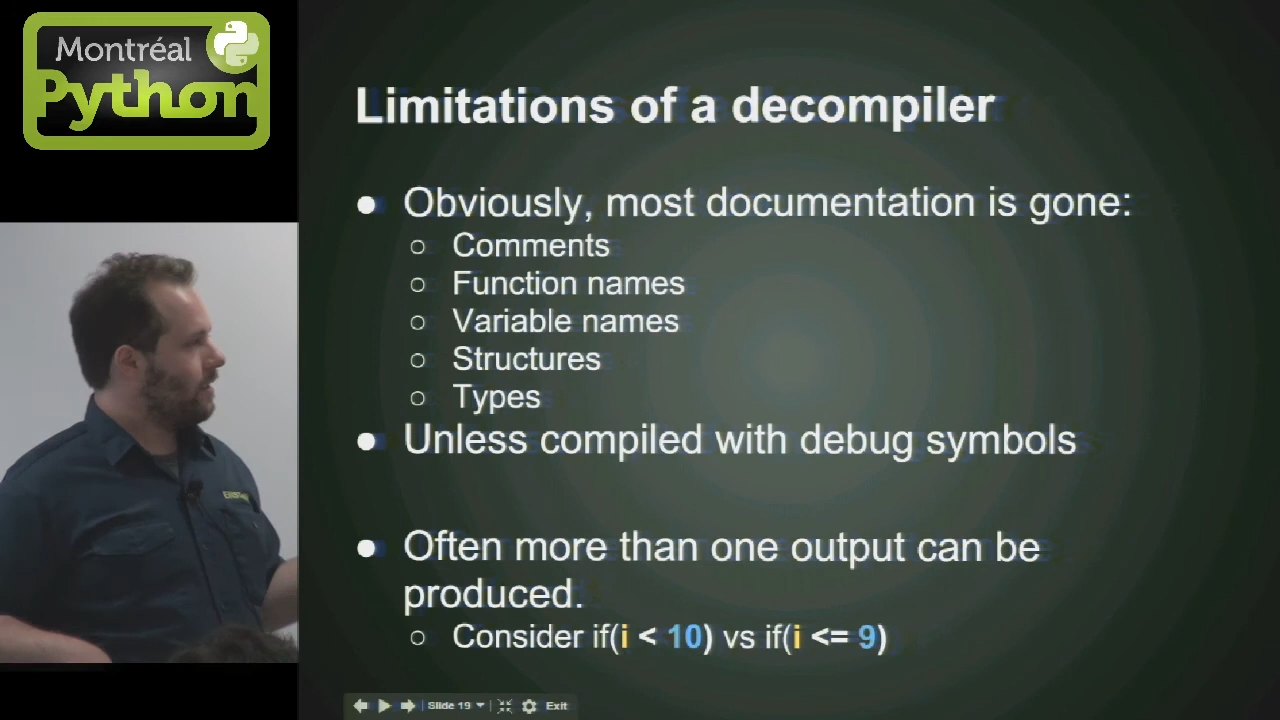 Montréal
Python
Limitations of a decompiler
● Obviously, most documentation is gone:
○ Comments
○ Function names
○ Variable names
○ Structures
○ Types
● Unless compiled with debug symbols
● Often more than one output can be
produced.
○ Consider if(i < 10) vs if(i <= 9)
Slide 19
Exit